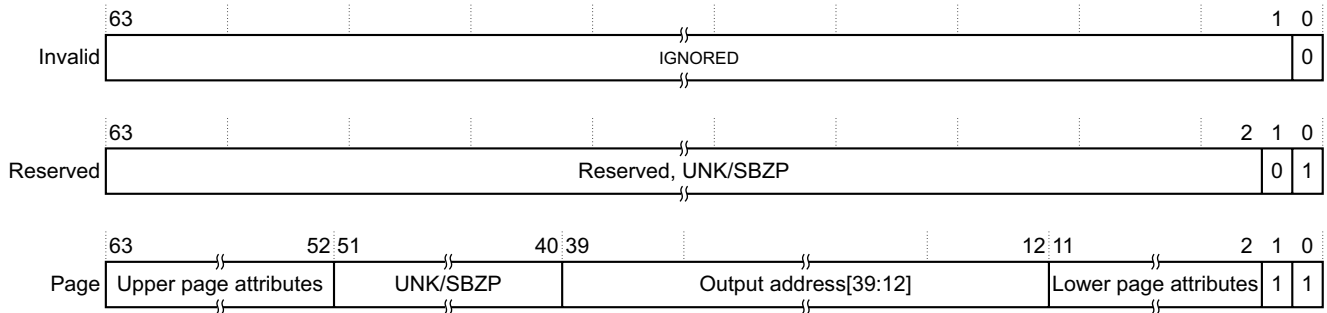 63 1 0
Invalid IGNORED 0
63 2 1 0
Reserved Reserved, UNK/SBZP 0 1
63 52 51 40 39 12 11 2 1 0
Page Upper page attributes UNK/SBZP Output address[39:12] Lower page attributes 1 1